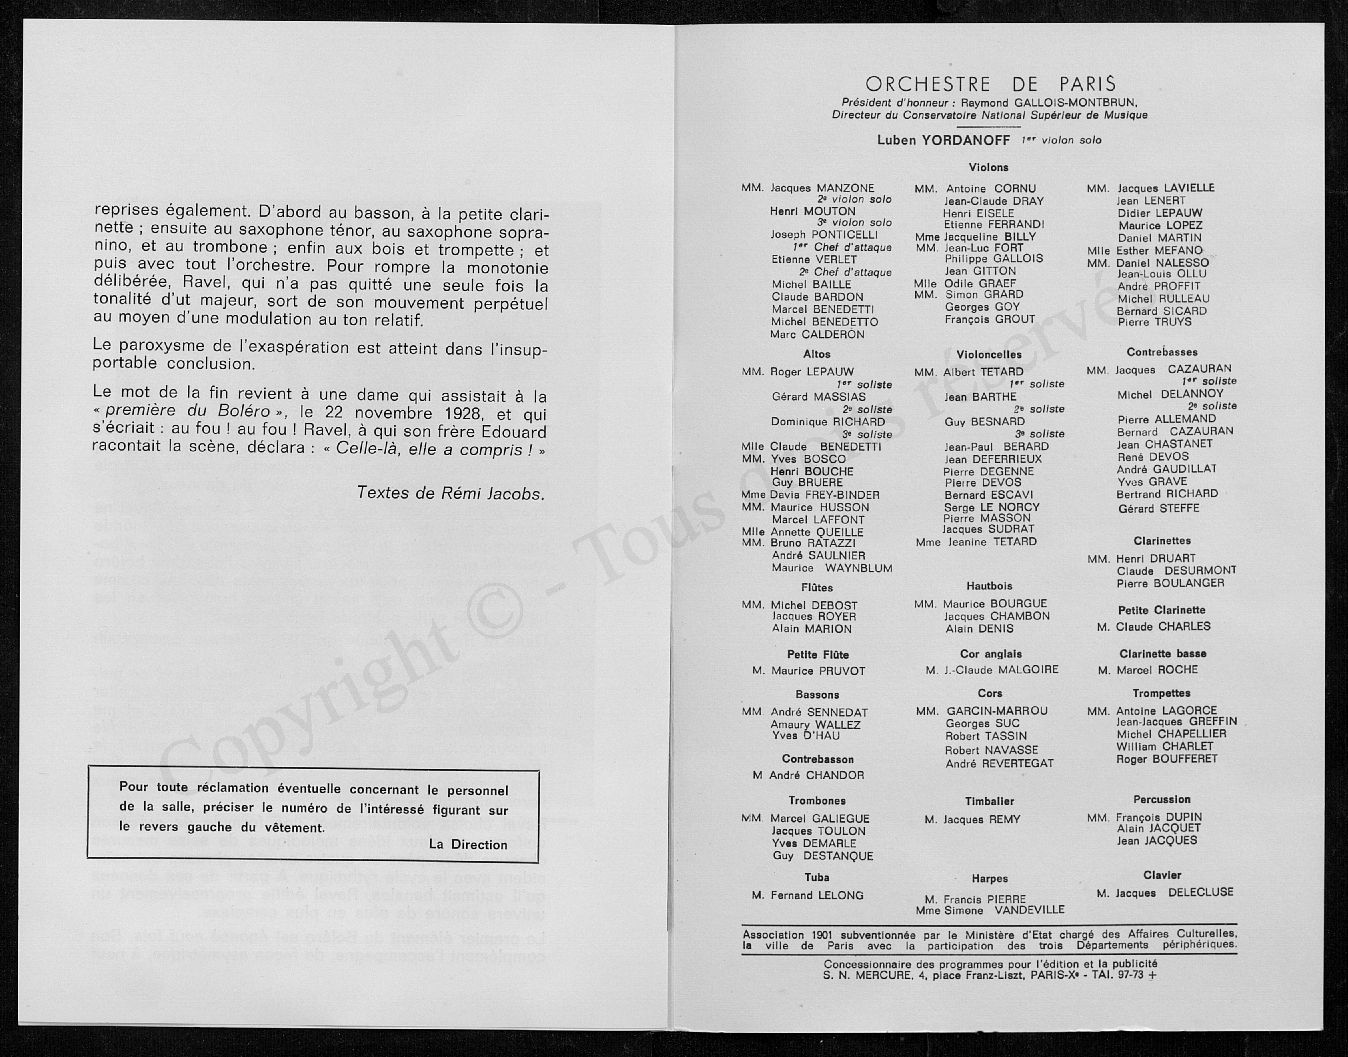 reprises également. D'abord au basson, à la petite clari-
nette ; ensuite au saxophone ténor, au saxophone sopra-
nino, et au trombone ; enfin aux bois et trompette ; et
puis avec tout l'orchestre. Pour rompre la monotonie
délibérée, Ravel, qui n'a pas quitté une seule fois la
tonalité d'ut majeur, sort de son mouvement perpétuel
au moyen d'une modulation au ton relatif.
Le paroxysme de l'exaspération est atteint dans l'insup-
portable conclusion.
Le mot de la fin revient à une dame qui assistait à la
« première du Boléro », le 22 novembre 1928, et qui
s'écriait : au fou ! au fou ! Ravel, à qui son frère Edouard
racontait la scène, déclara : « Celle-là, elle a compris ! »
Textes de Rémi Jacobs.
Pour toute réclamation éventuelle concernant le personnel
de la salle, préciser le numéro de l'intéressé figurant sur
le revers gauche du vêtement.
La Direction
ORCHESTRE DE PARIS
Président d'honneur : Raymond GALLOIS-MONTBRUN,
Directeur du Conservatoire National Supérieur de Musique
Luben YORDANOFF 1er violon solo
Violons
MM. Jacques MANZONE
2e violon solo
Henri MOUTON
3e violon solo
Joseph PONTICELLI
1er Chef d'attaque
Etienne VERLET
2e Chef d'attaque
Michel BAILLE
Claude BARDON
Marcel BENEDETTI
Michel BENEDETTO
Marc CALDERON
MM. Antoine CORNU
Jean-Claude DRAY
Henri EISELE
Etienne FERRANDI
Mme Jacqueline BILLY
MM. Jean-Luc FORT
Philippe GALLOIS
Jean GITTON
Mlle Odile GRAEF
MM. Simon GRARD
Georges GOY
François GROUT
MM. Jacques LAVIELLE
Jean LENERT
Didier LEPAUW
Maurice LOPEZ
Daniel MARTIN
Mlle Esther MEFANO
MM. Daniel NALESSO
Jean-Louis OLLU
André PROFFIT
Michel RULLEAU
Bernard SICARD
Pierre TRUYS
Altos
MM. Roger LEPAUW
1er soliste
Gérard MASSIAS
2e soliste
Dominique RICHARD
3e soliste
Mlle Claude BENEDETTI
MM. Yves BOSCO
Henri BOUCHE
Guy BRUERE
Mme Davia FREY-BINDER
MM. Maurice HUSSON
Marcel LAFFONT
Mlle Annette QUEILLE
MM. Bruno RATAZZI
André SAULNIER
Maurice WAYNBLUM
Violoncelles
MM. Albert TETARD
1er soliste
Jean BARTHE
2e soliste
Guy BESNARD
3e soliste
Jean-Paul BERARD
Jean DEFERRIEUX
Pierre DEGENNE
Pierre DEVOS
Bernard ESCAVI
Serge LE NORCY
Pierre MASSON
Jacques SUDRAT
Mme Jeanine TETARD
Contrebasses
MM. Jacques CAZAURAN
1er soliste
Michel DELANNOY
2e soliste
Pierre ALLEMAND
Bernard CAZAURAN
Jean CHASTANET
René DEVOS
André GAUDILLAT
Yves GRAVE
Bertrand RICHARD
Gérard STEFFE
Clarinettes
MM. Henri DRUART
Claude DESURMONT
Pierre BOULANGER
Flûtes
MM. Michel DEBOST
Jacques ROYER
Alain MARION
Hautbois
MM. Maurice BOURGUE
Jacques CHAMBON
Alain DENIS
Petite Clarinette
M. Claude CHARLES
Petite Flûte
M. Maurice PRUVOT
Cor anglais
M. J.-Claude MALGOIRE
Clarinette basse
M. Marcel ROCHE
Bassons
MM André SENNEDAT
Amaury WALLEZ
Yves D'HAU
Cors
MM. GARCIN-MARROU
Georges SUC
Robert TASSIN
Robert NAVASSE
André REVERTEGAT
Trompettes
MM. Antoine LAGORCE
Jean-Jacques GREFFIN
Michel CHAPELLIER
William CHARLET
Roger BOUFFERET
Contrebasson
M André CHANDOR
Trombones
MM. Marcel GALIEGUE
Jacques TOULON
Yves DEMARLE
Guy DESTANQUE
Timbalier
M. Jacques REMY
Percussion
MM. François DUPIN
Alain JACQUET
Jean JACQUES
Tuba
M. Fernand LELONG
Harpes
M. Francis PIERRE
Mme Simone VANDEVILLE
Clavier
M. Jacques DELECLUSE
Association 1901 subventionnée par le Ministère d'Etat chargé des Affaires Culturelles,
la ville de Paris avec la participation des trois Départements périphériques.
Concessionnaire des programmes pour l'édition et la publicité
S. N. MERCURE, 4, place Franz-Liszt, PARIS-Xe - TAI. 97-73 +
Copyright © - Tous droits réservé